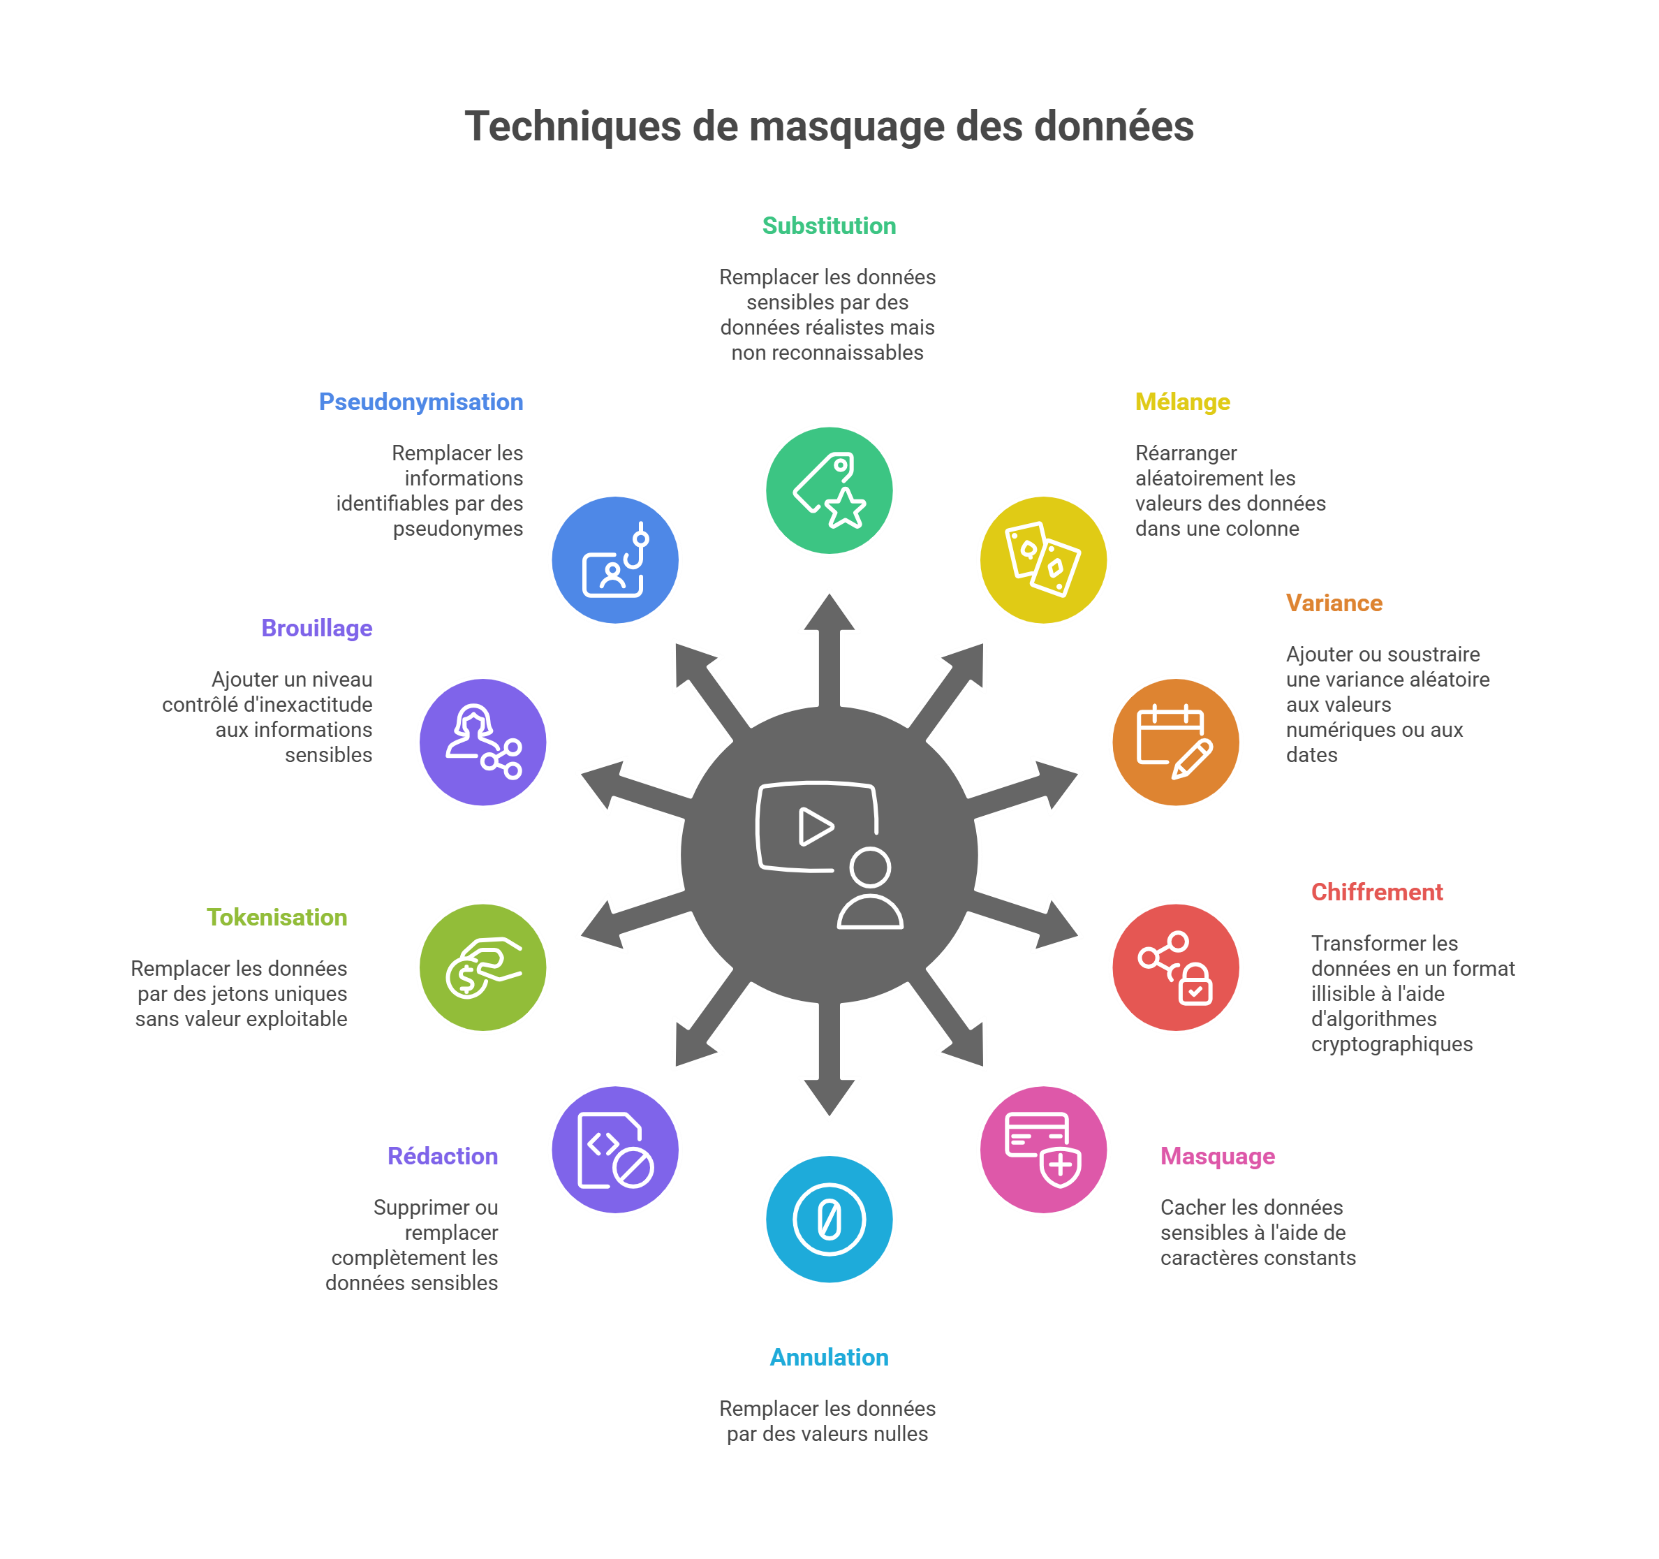 Techniques de masquage des données
Substitution
Remplacer les données
sensibles par des
données réalistes mais
non reconnaissables
Pseudonymisation
Remplacer les
informations
identifiables par des
pseudonymes
Mélange
Réarranger
aléatoirement les
valeurs des données
dans une colonne
Brouillage
Ajouter un niveau
contrôlé d'inexactitude
aux informations
sensibles
Variance
Ajouter ou soustraire
une variance aléatoire
aux valeurs
numériques ou aux
dates
Tokenisation
Remplacer les données
par des jetons uniques
sans valeur exploitable
Chiffrement
Transformer les
données en un format
illisible à l'aide
d'algorithmes
cryptographiques
Rédaction
Supprimer ou
remplacer
complètement les
données sensibles
Masquage
Cacher les données
sensibles à l'aide de
caractères constants
Annulation
Remplacer les données
par des valeurs nulles